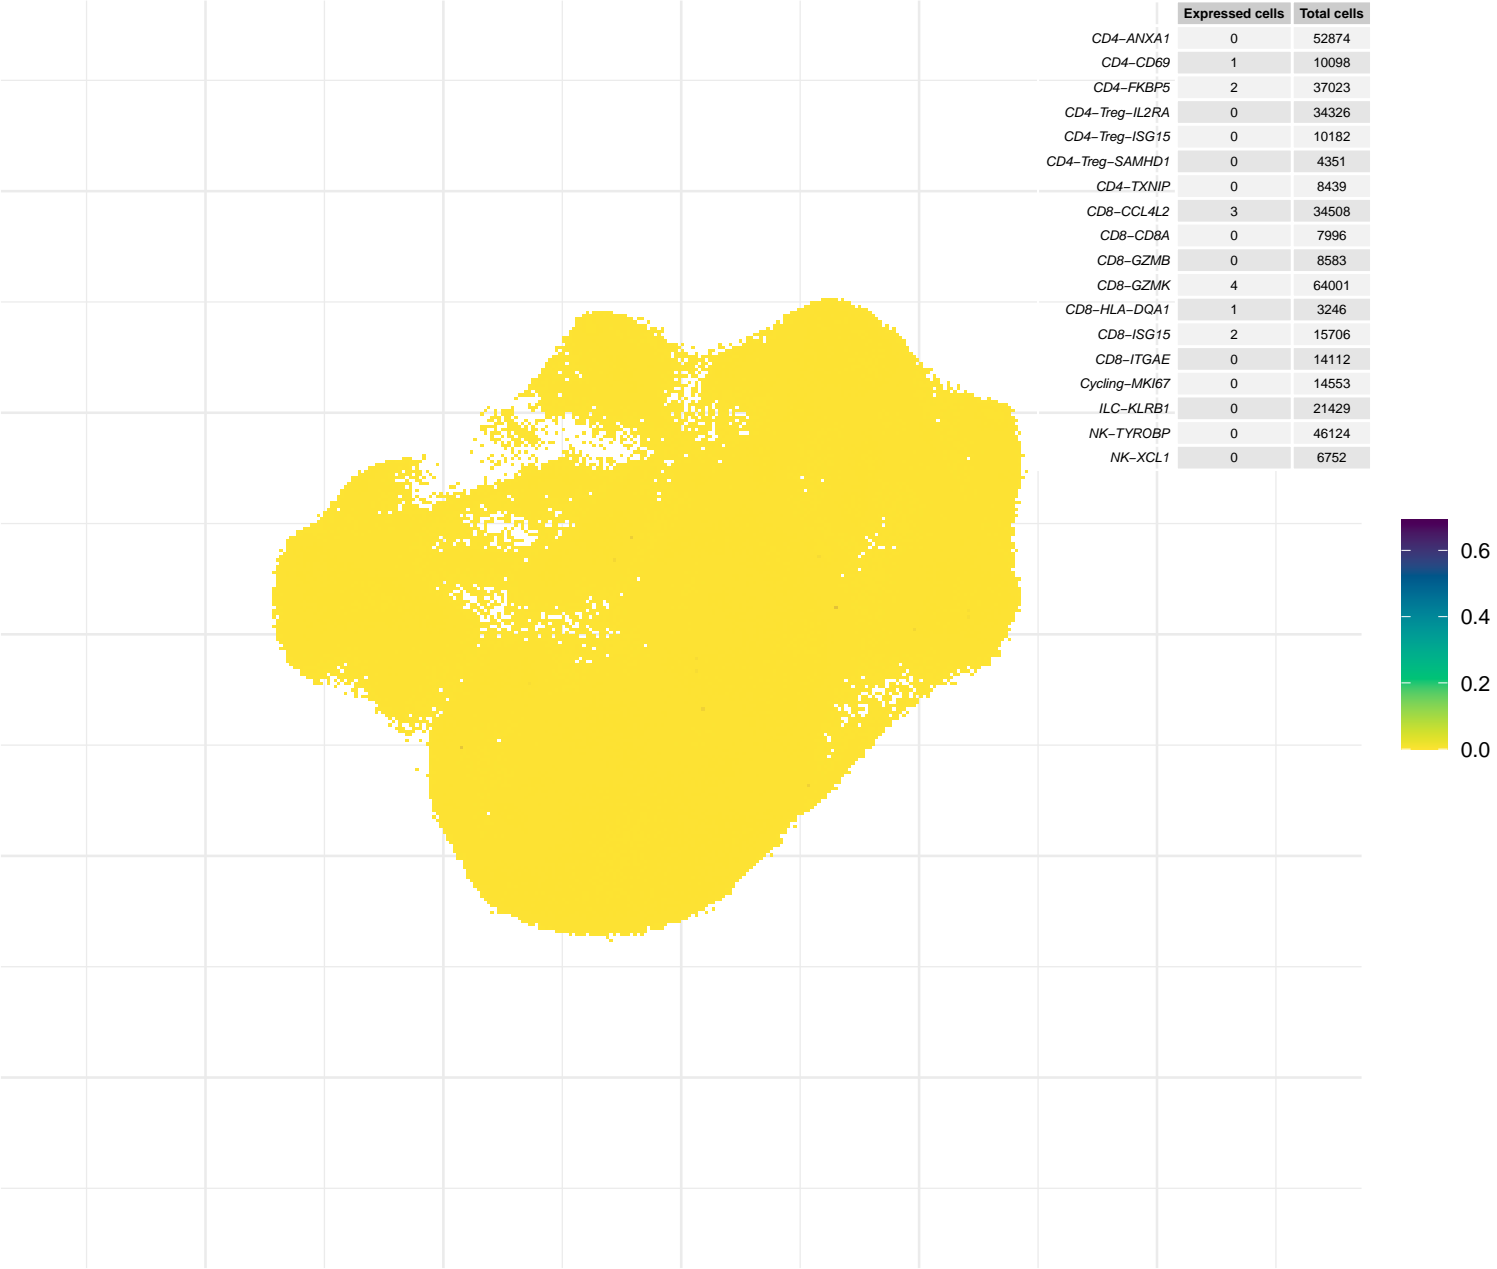 Expressed cells Total cells
CD4−ANXA1 0 52874
CD4−CD69 1 10098
CD4−FKBP5 2 37023
CD4−Treg−IL2RA 0 34326
CD4−Treg−ISG15 0 10182
CD4−Treg−SAMHD1 0 4351
CD4−TXNIP 0 8439
CD8−CCL4L2 3 34508
CD8−CD8A 0 7996
CD8−GZMB 0 8583
CD8−GZMK 4 64001
CD8−HLA−DQA1 1 3246
CD8−ISG15 2 15706
CD8−ITGAE 0 14112
Cycling−MKI67 0 14553
ILC−KLRB1 0 21429
NK−TYROBP 0 46124
NK−XCL1 0 6752
0.6
0.4
0.2
0.0